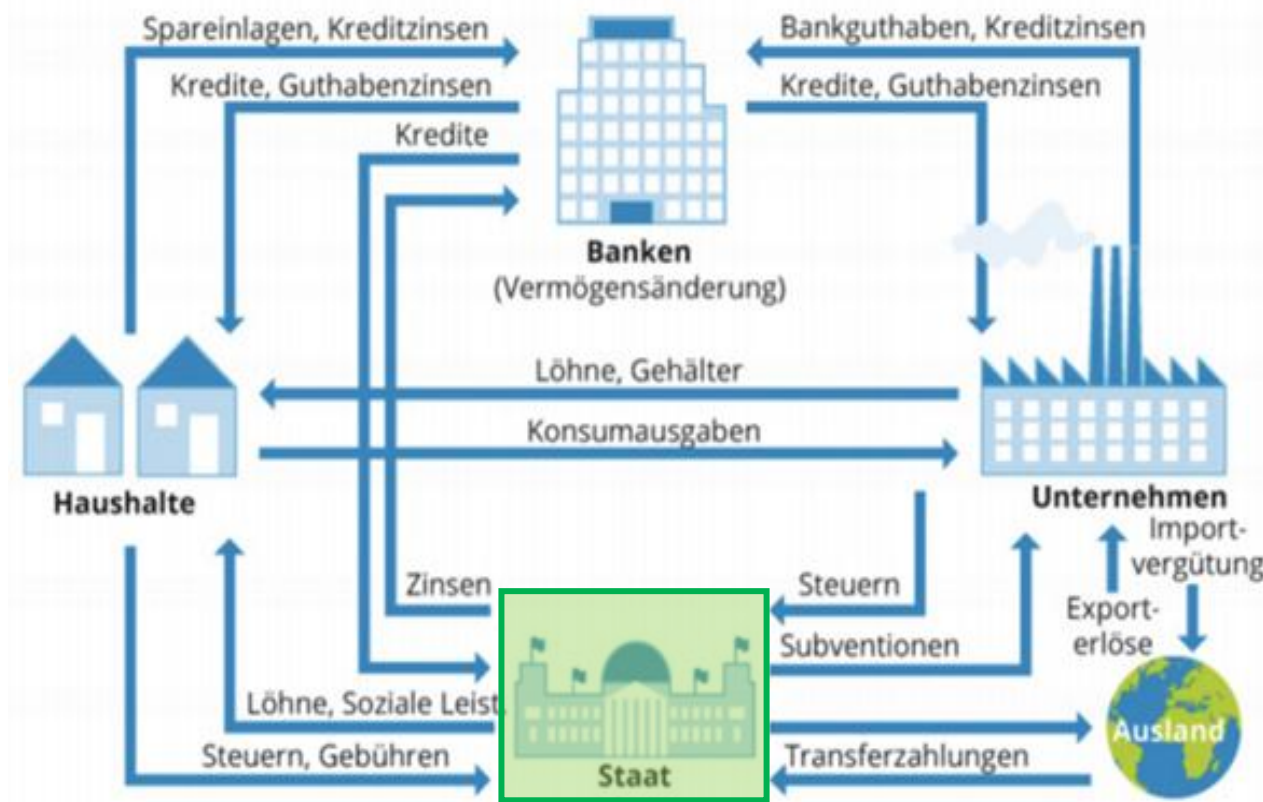 Spareinlagen, Kreditzinsen
Bankguthaben, Kreditzinsen
Kredite, Guthabenzinsen
Kredite, Guthabenzinsen
Kredite
Banken
(Vermögensänderung)
Löhne, Gehälter
Konsumausgaben
Haushalte
Unternehmen
Import-
vergütung
Export-
erlöse
Zinsen
Steuern
Subventionen
Löhne, Soziale Leist.
Steuern, Gebühren
Staat
Transferzahlungen
Ausland